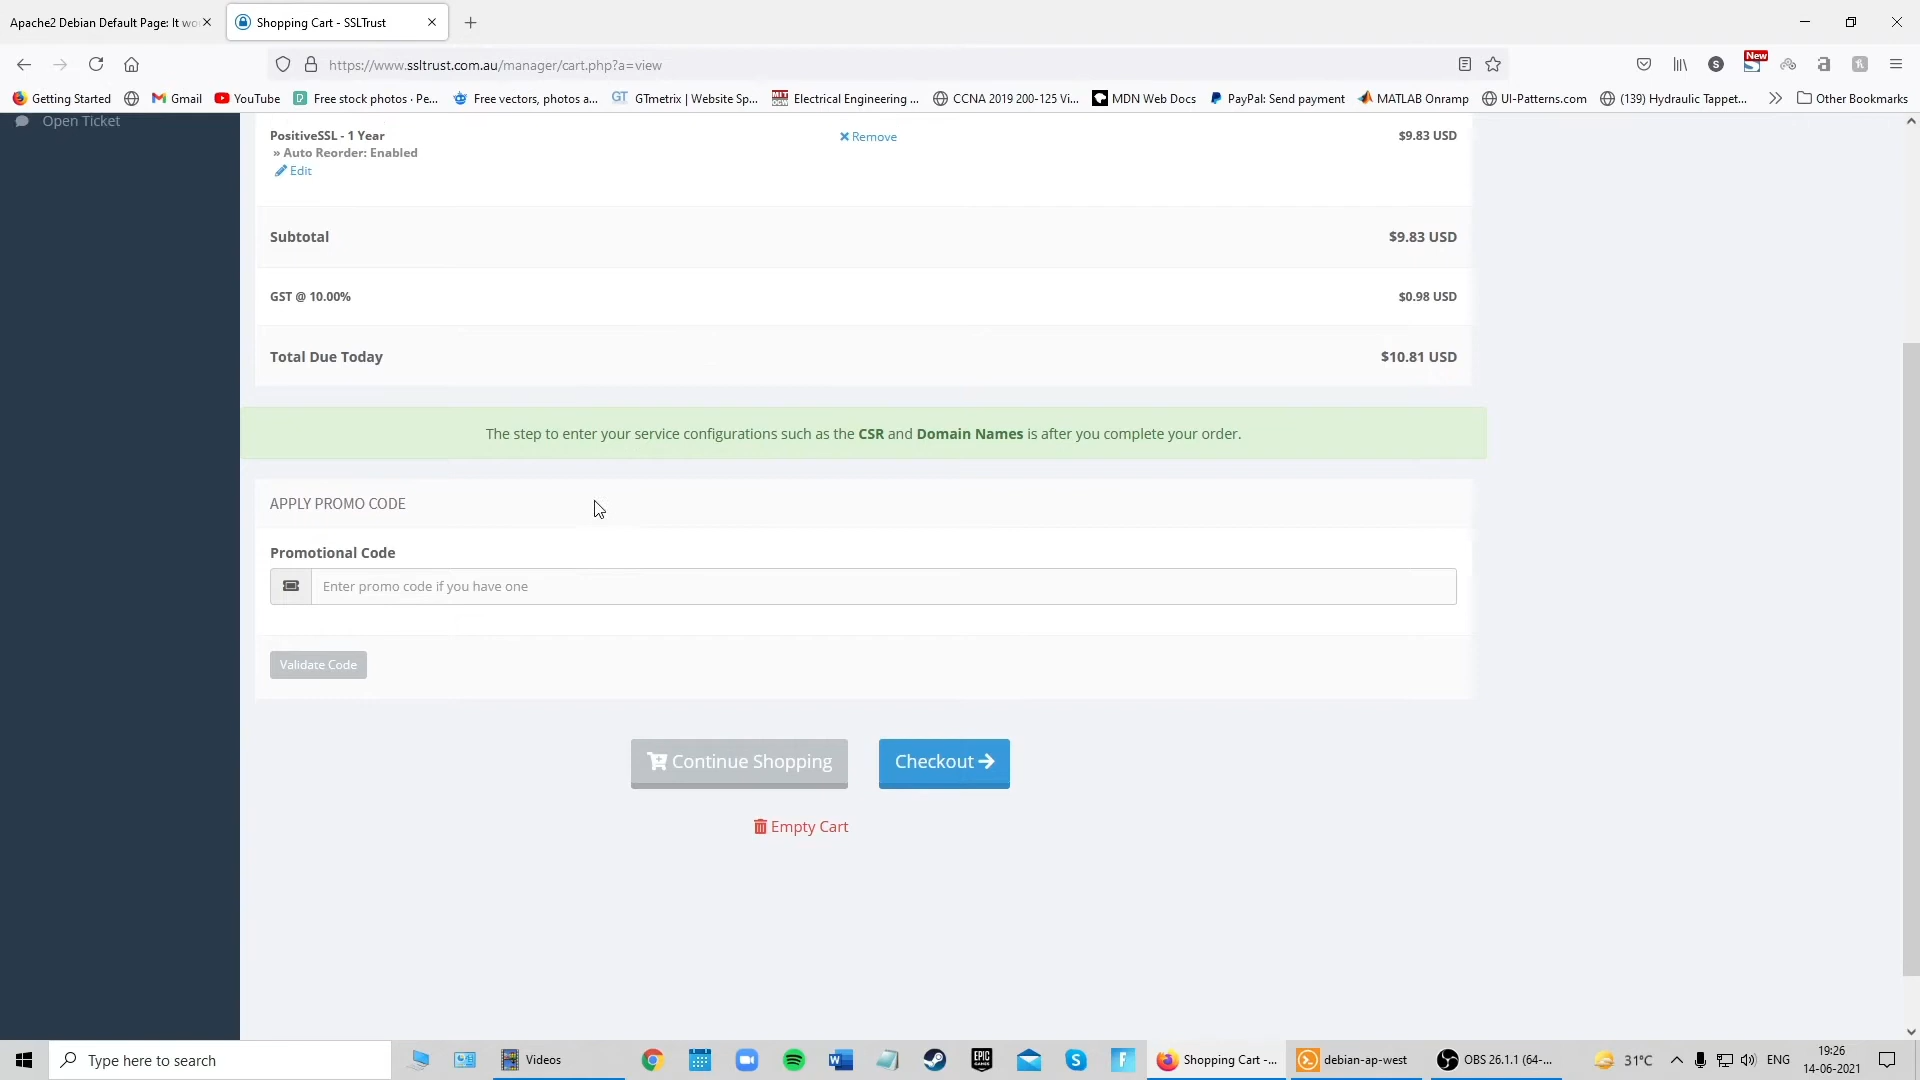 Apache2 Debian Default Page: It wo
Shopping Cart - SSLTrust
https://www.ssltrust.com.au/manager/cart.php?a=view
New
Getting Started
Gmail
YouTube
Free stock photos · Pe...
Free vectors, photos a...
GTmetrix | Website Sp...
Electrical Engineering ...
CCNA 2019 200-125 Vi...
MDN Web Docs
PayPal: Send payment
MATLAB Onramp
UI-Patterns.com
(139) Hydraulic Tappet...
Other Bookmarks
Open Ticket
PositiveSSL - 1 Year
Remove
$9.83 USD
» Auto Reorder: Enabled
Edit
Subtotal
$9.83 USD
GST @ 10.00%
$0.98 USD
Total Due Today
$10.81 USD
The step to enter your service configurations such as the CSR and Domain Names is after you complete your order.
APPLY PROMO CODE
Promotional Code
Enter promo code if you have one
Validate Code
Continue Shopping
Checkout
Empty Cart
Type here to search
Videos
EPIC GAMES
Shopping Cart -...
debian-ap-west
OBS 26.1.1 (64-...
31°C
ENG
19:26
14-06-2021